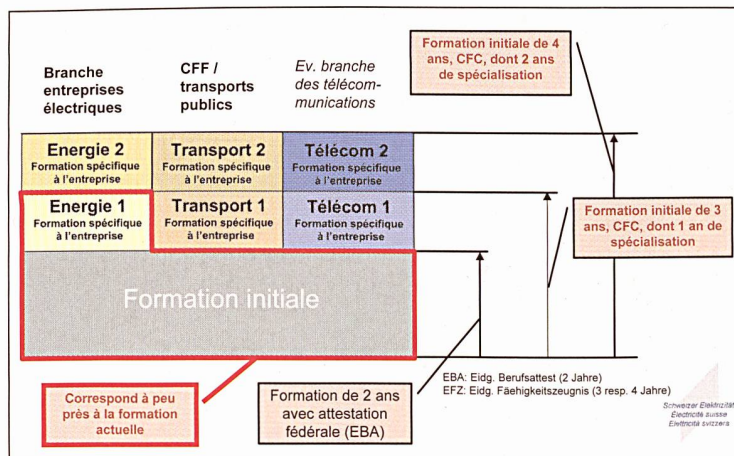 Branche
entreprises
électriques
CFF /
transports
publics
Ev. branche
des télécom-
munications
Formation initiale de 4
ans, CFC, dont 2 ans
de spécialisation
Energie 2
Formation spécifique
à l'entreprise
Transport 2
Formation spécifique
à l'entreprise
Télécom 2
Formation spécifique
à l'entreprise
Energie 1
Formation spécifique
à l'entreprise
Transport 1
Formation spécifique
à l'entreprise
Télécom 1
Formation spécifique
à l'entreprise
Formation initiale de 3
ans, CFC, dont 1 an de
spécialisation
Formation initiale
Correspond à peu
près à la formation
actuelle
Formation de 2 ans
avec attestation
fédérale (EBA)
EBA: Eidg. Berufsattest (2 Jahre)
EFZ: Eidg. Fäehigkeitszeugnis (3 resp. 4 Jahre)
Schweizer Elektrizität
Électricité suisse
Elettricità svizzera